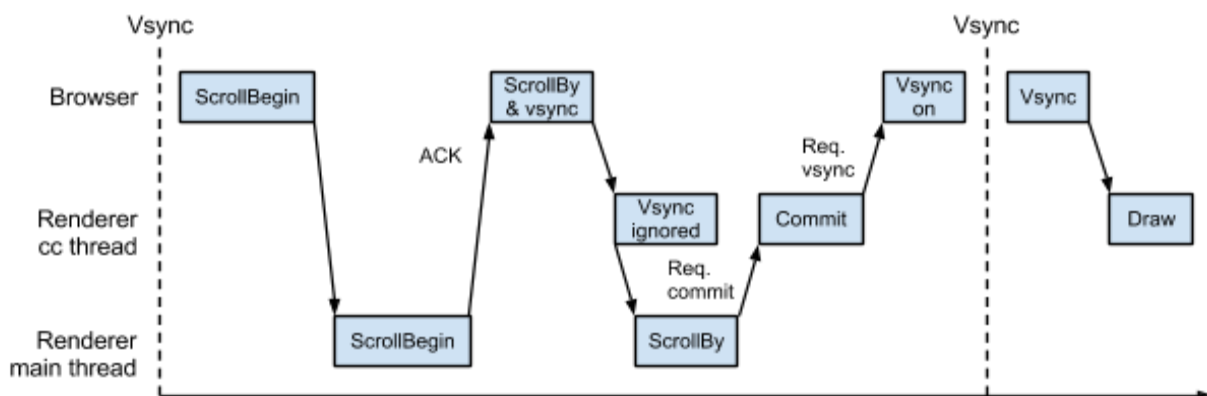 Vsync
Vsync
Browser
ScrollBegin
ScrollBy
& vsync
Vsync
on
Vsync
ACK
Req.
vsync
Renderer
cc thread
Vsync
ignored
Commit
Draw
Req.
commit
Renderer
main thread
ScrollBegin
ScrollBy